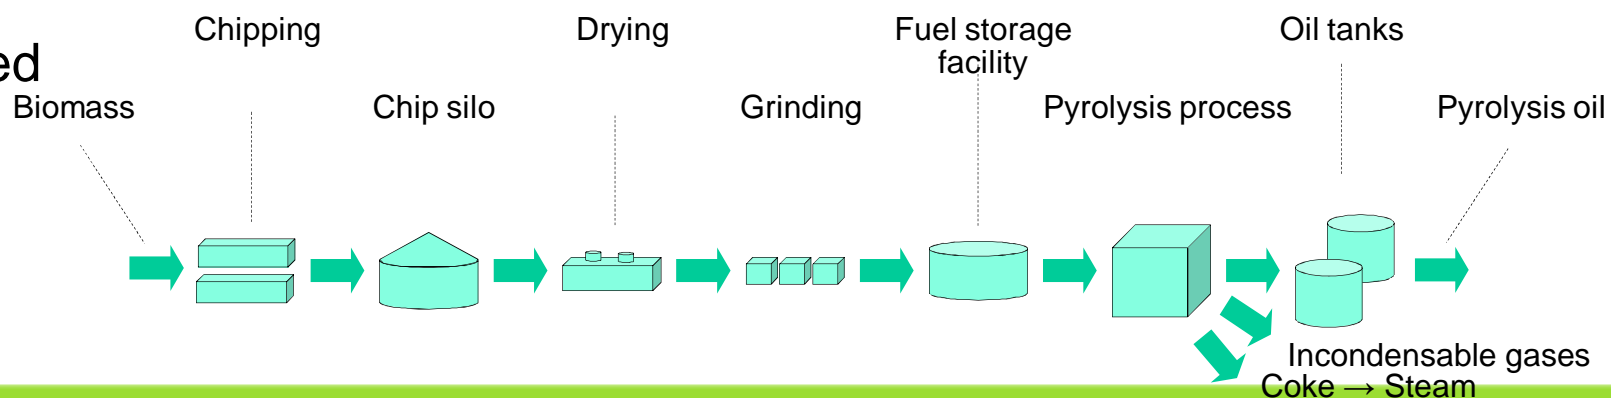 Chipping
Drying
Fuel storage
facility
Oil tanks
ed
Biomass
Chip silo
Grinding
Pyrolysis process
Pyrolysis oil
Incondensable gases
Coke → Steam